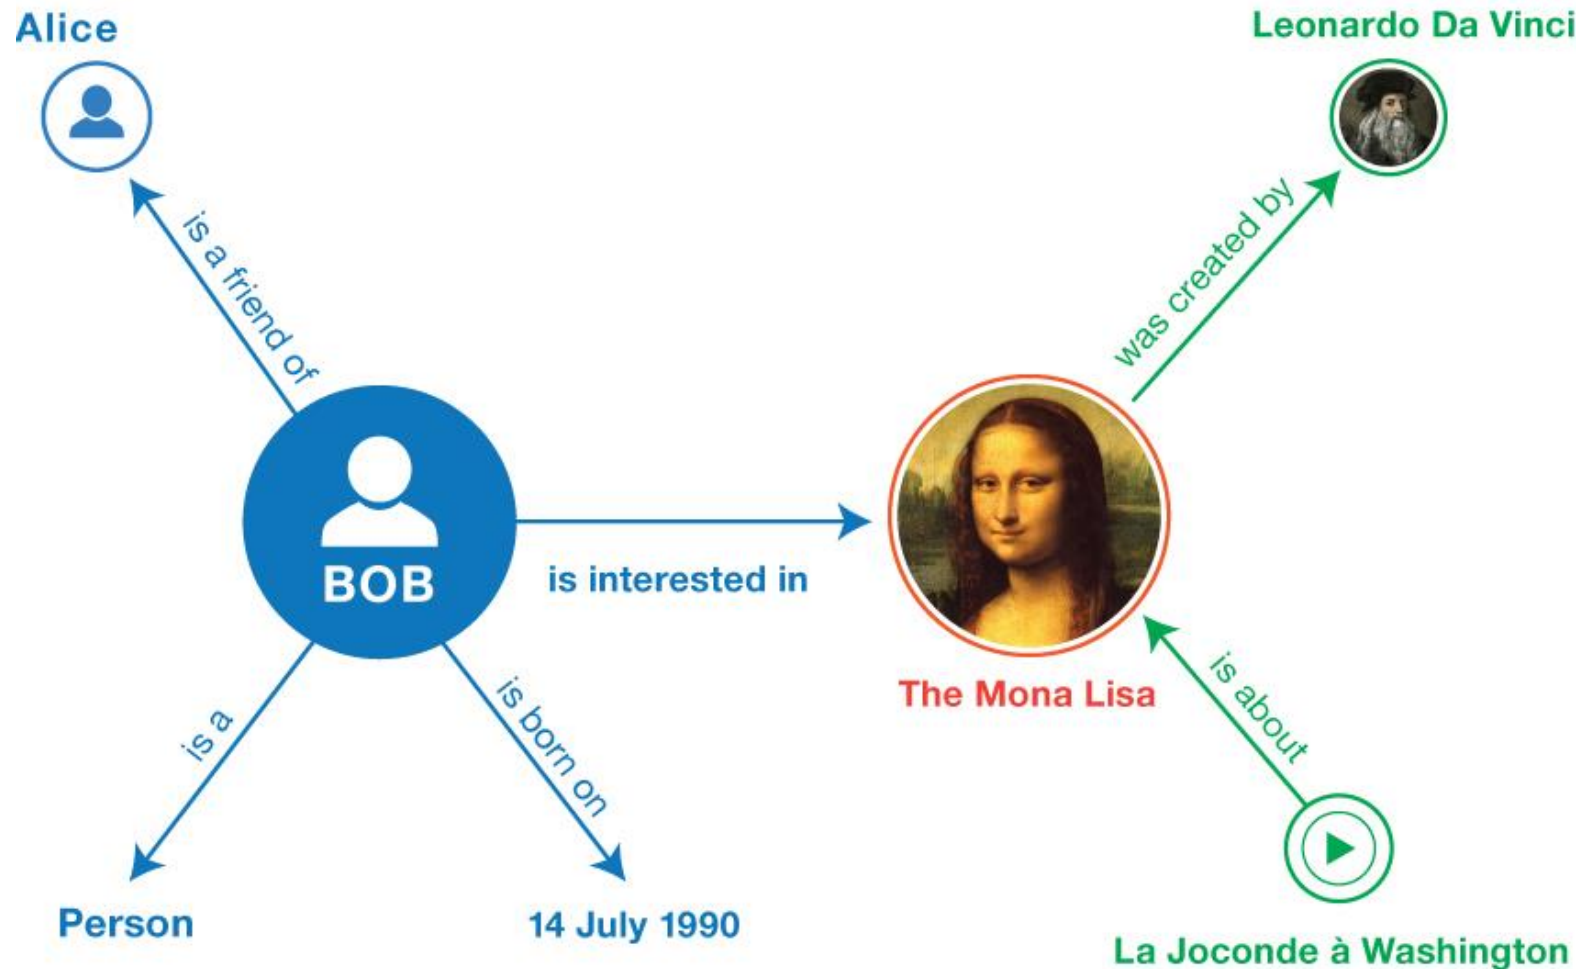 Alice
Leonardo Da Vinci
is a friend of
was created by
BOB
is interested in
The Mona Lisa
is a
is born on
is about
Person
14 July 1990
La Joconde à Washington